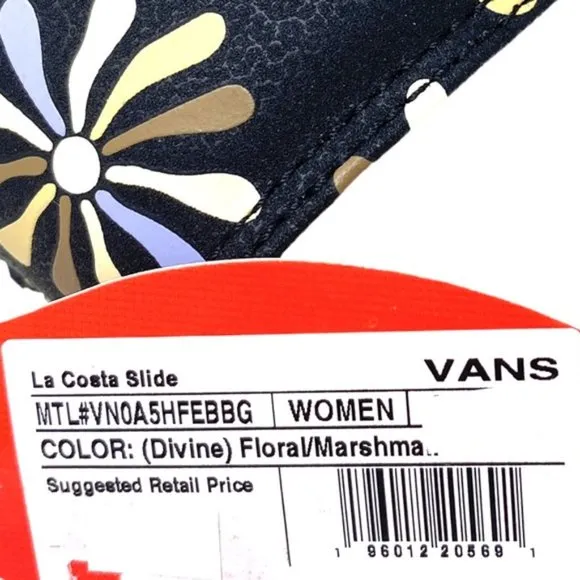 La Costa Slide VANS
MTL#VN0A5HFEBBG WOMEN
COLOR: (Divine) Floral/Marshma..
Suggested Retail Price
1 96012 20569 1